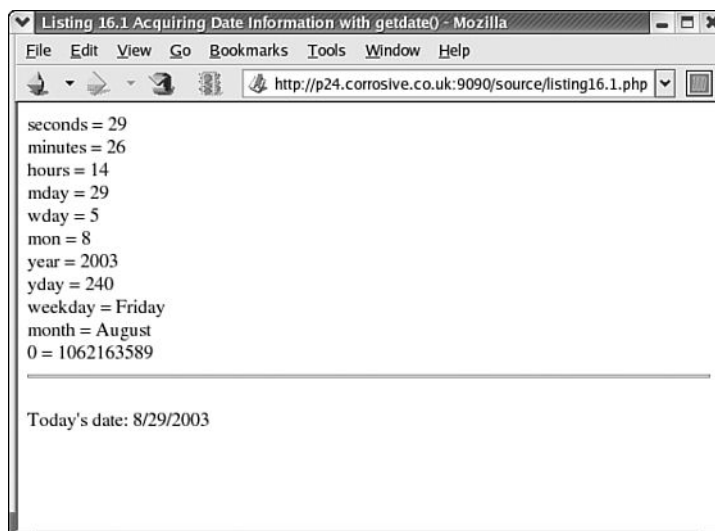 Listing 16.1 Acquiring Date Information with getdate() - Mozilla
File Edit View Go Bookmarks Tools Window Help
http://p24.corrosive.co.uk:9090/source/listing16.1.php
seconds = 29
minutes = 26
hours = 14
mday = 29
wday = 5
mon = 8
year = 2003
yday = 240
weekday = Friday
month = August
0 = 1062163589
Today's date: 8/29/2003